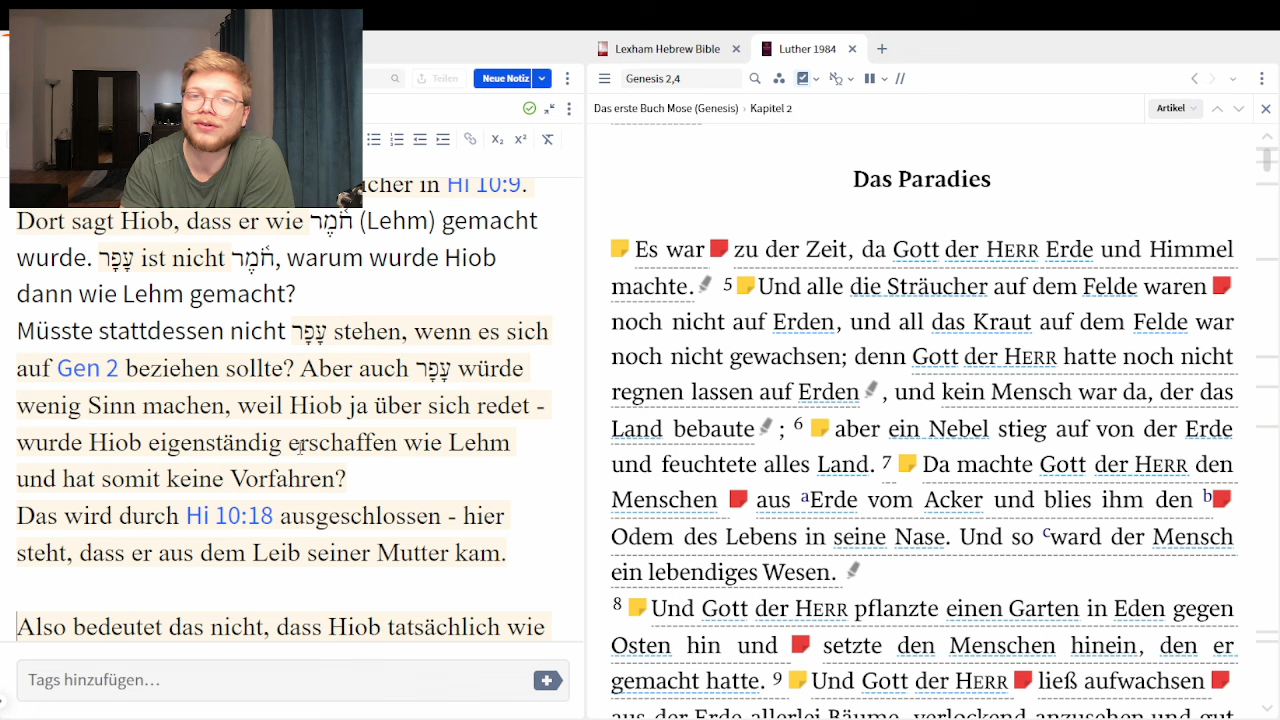 Teilen
Neue Notiz
X₂
X²
in Hi 10:9.
Dort sagt Hiob, dass er wie חֹ֫מֶר (Lehm) gemacht
wurde. עָפָר ist nicht חֹ֫מֶר, warum wurde Hiob
dann wie Lehm gemacht?
Müsste stattdessen nicht עָפָר stehen, wenn es sich
auf Gen 2 beziehen sollte? Aber auch עָפָר würde
wenig Sinn machen, weil Hiob ja über sich redet -
wurde Hiob eigenständig erschaffen wie Lehm
und hat somit keine Vorfahren?
Das wird durch Hi 10:18 ausgeschlossen - hier
steht, dass er aus dem Leib seiner Mutter kam.
Also bedeutet das nicht, dass Hiob tatsächlich wie
Tags hinzufügen…
Lexham Hebrew Bible
Luther 1984
Genesis 2,4
Das erste Buch Mose (Genesis) › Kapitel 2
Artikel
Das Paradies
Es war zu der Zeit, da Gott der HERR Erde und Himmel
machte. 5 Und alle die Sträucher auf dem Felde waren
noch nicht auf Erden, und all das Kraut auf dem Felde war
noch nicht gewachsen; denn Gott der HERR hatte noch nicht
regnen lassen auf Erden, und kein Mensch war da, der das
Land bebaute; 6 aber ein Nebel stieg auf von der Erde
und feuchtete alles Land. 7 Da machte Gott der HERR den
Menschen aus aErde vom Acker und blies ihm den b
Odem des Lebens in seine Nase. Und so cward der Mensch
ein lebendiges Wesen.
8 Und Gott der HERR pflanzte einen Garten in Eden gegen
Osten hin und setzte den Menschen hinein, den er
gemacht hatte. 9 Und Gott der HERR ließ aufwachsen
aus der Erde allerlei Bäume, verlockend anzusehen und gut